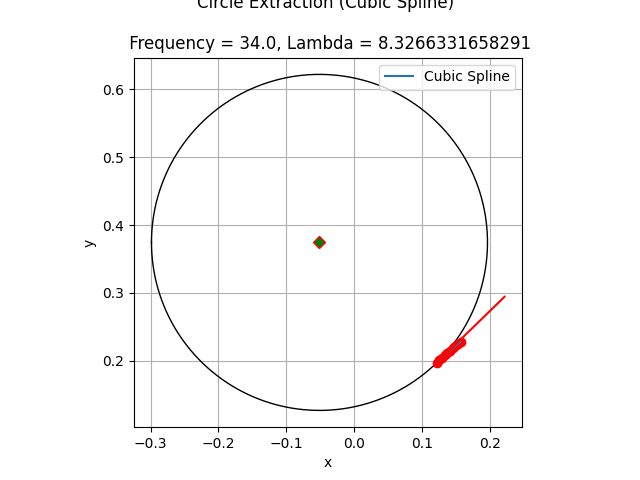 Circle Extraction (Cubic Spline)
Frequency = 34.0, Lambda = 8.3266331658291
Cubic Spline
0.6
0.5
0.4
0.3
0.2
y
−0.3 −0.2 −0.1 0.0 0.1 0.2
x